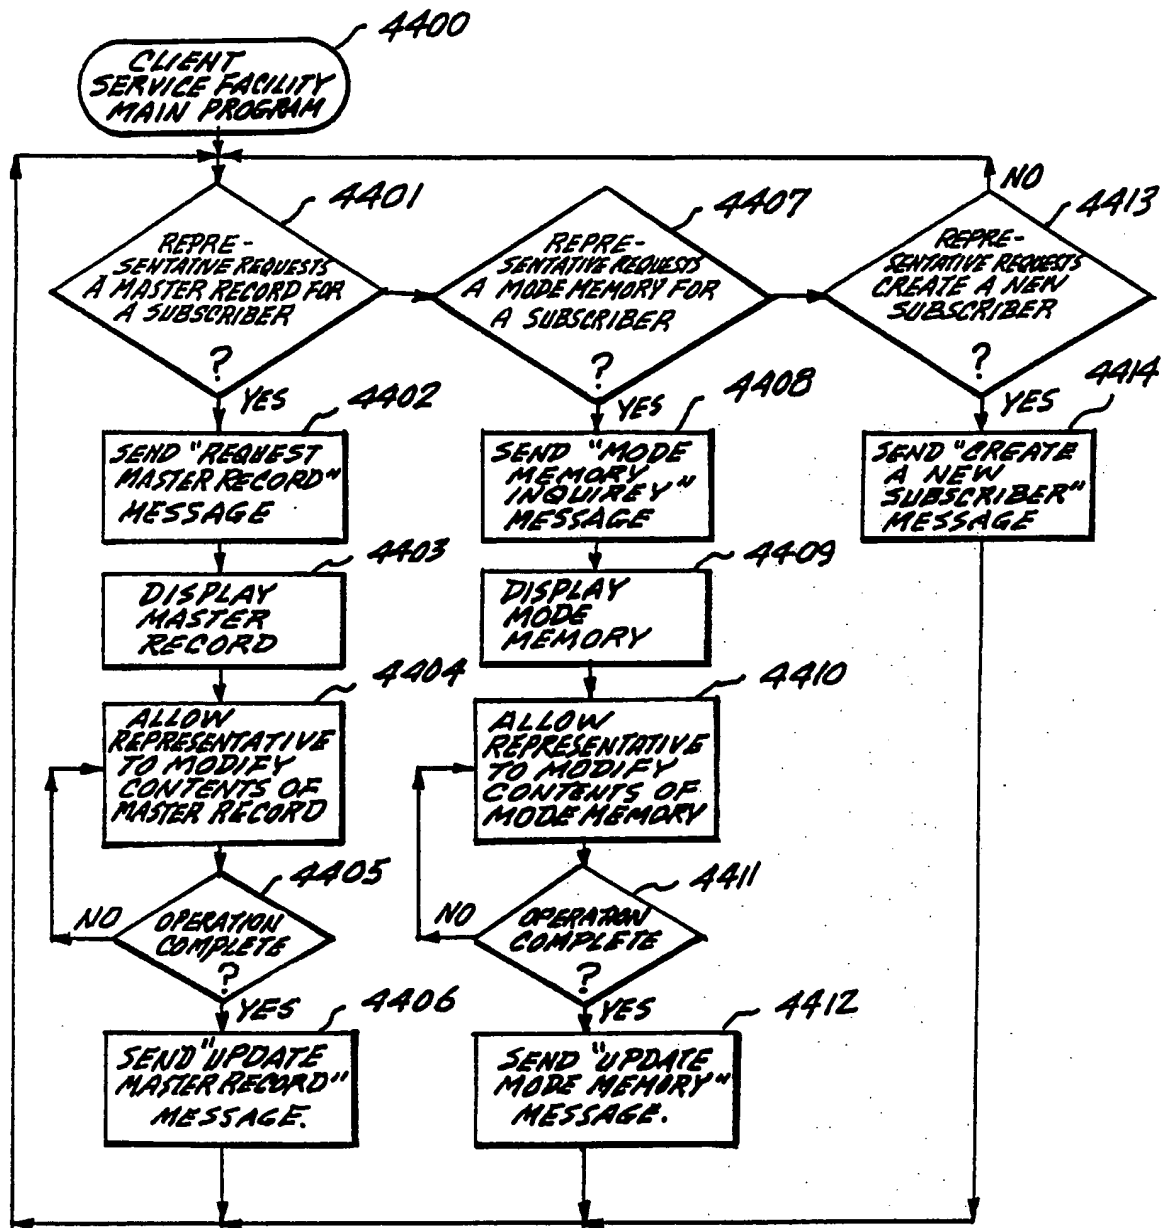 4400
CLIENT
SERVICE FACILITY
MAIN PROGRAM
4401
REPRE-
SENTATIVE REQUESTS
A MASTER RECORD FOR
A SUBSCRIBER
?
YES
4402
SEND "REQUEST
MASTER RECORD"
MESSAGE
4403
DISPLAY
MASTER
RECORD
4404
ALLOW
REPRESENTATIVE
TO MODIFY
CONTENTS OF
MASTER RECORD
4405
NO
OPERATION
COMPLETE
?
YES
4406
SEND "UPDATE
MASTER RECORD"
MESSAGE.
4407
REPRE-
SENTATIVE REQUESTS
A MODE MEMORY FOR
A SUBSCRIBER
?
YES
4408
SEND "MODE
MEMORY
INQUIREY"
MESSAGE
4409
DISPLAY
MODE
MEMORY
4410
ALLOW
REPRESENTATIVE
TO MODIFY
CONTENTS OF
MODE MEMORY
4411
NO
OPERATION
COMPLETE
?
YES
4412
SEND "UPDATE
MODE MEMORY"
MESSAGE.
NO
4413
REPRE-
SENTATIVE REQUESTS
CREATE A NEW
SUBSCRIBER
?
YES
4414
SEND "CREATE
A NEW
SUBSCRIBER"
MESSAGE